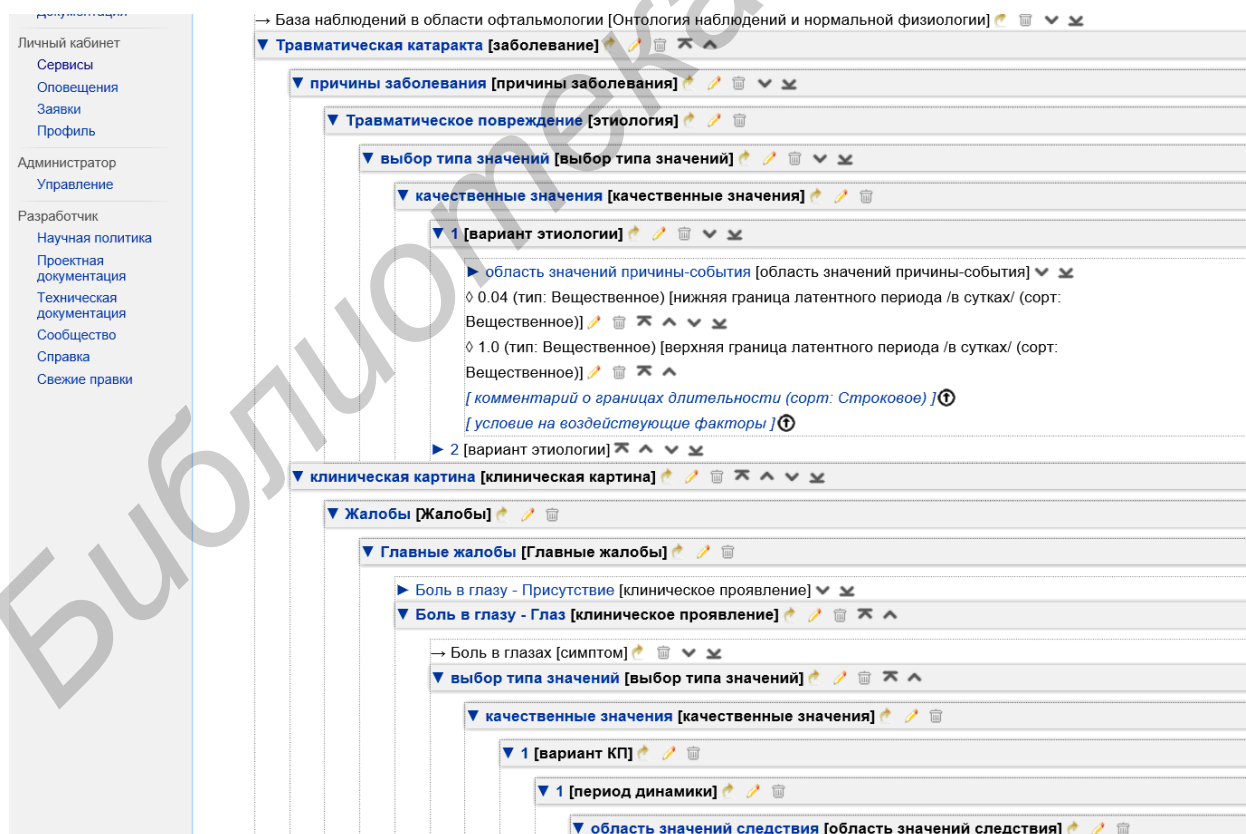 документация
Личный кабинет
Сервисы
Оповещения
Заявки
Профиль
Администратор
Управление
Разработчик
Научная политика
Проектная
документация
Техническая
документация
Сообщество
Справка
Свежие правки
→ База наблюдений в области офтальмологии [Онтология наблюдений и нормальной физиологии]
▼ Травматическая катаракта [заболевание]
▼ причины заболевания [причины заболевания]
▼ Травматическое повреждение [этиология]
▼ выбор типа значений [выбор типа значений]
▼ качественные значения [качественные значения]
▼ 1 [вариант этиологии]
► область значений причины-события [область значений причины-события]
◊ 0.04 (тип: Вещественное) [нижняя граница латентного периода /в сутках/ (сорт:
Вещественное)]
◊ 1.0 (тип: Вещественное) [верхняя граница латентного периода /в сутках/ (сорт:
Вещественное)]
[ комментарий о границах длительности (сорт: Строковое) ]
[ условие на воздействующие факторы ]
► 2 [вариант этиологии]
▼ клиническая картина [клиническая картина]
▼ Жалобы [Жалобы]
▼ Главные жалобы [Главные жалобы]
► Боль в глазу - Присутствие [клиническое проявление]
▼ Боль в глазу - Глаз [клиническое проявление]
→ Боль в глазах [симптом]
▼ выбор типа значений [выбор типа значений]
▼ качественные значения [качественные значения]
▼ 1 [вариант КП]
▼ 1 [период динамики]
▼ область значений следствия [область значений следствия]
Библиотека